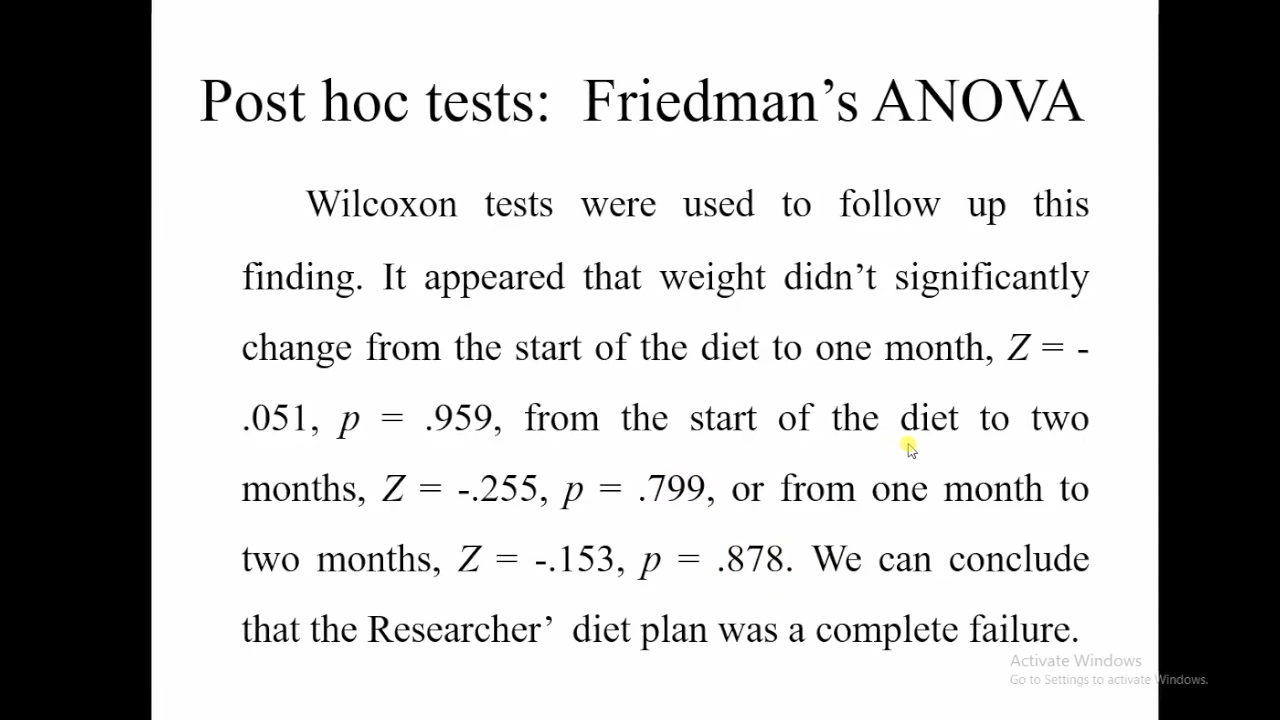 Post hoc tests: Friedman’s ANOVA
Wilcoxon tests were used to follow up this
finding. It appeared that weight didn’t significantly
change from the start of the diet to one month, Z = -
.051, p = .959, from the start of the diet to two
months, Z = -.255, p = .799, or from one month to
two months, Z = -.153, p = .878. We can conclude
that the Researcher’ diet plan was a complete failure.
Activate Windows
Go to Settings to activate Windows.